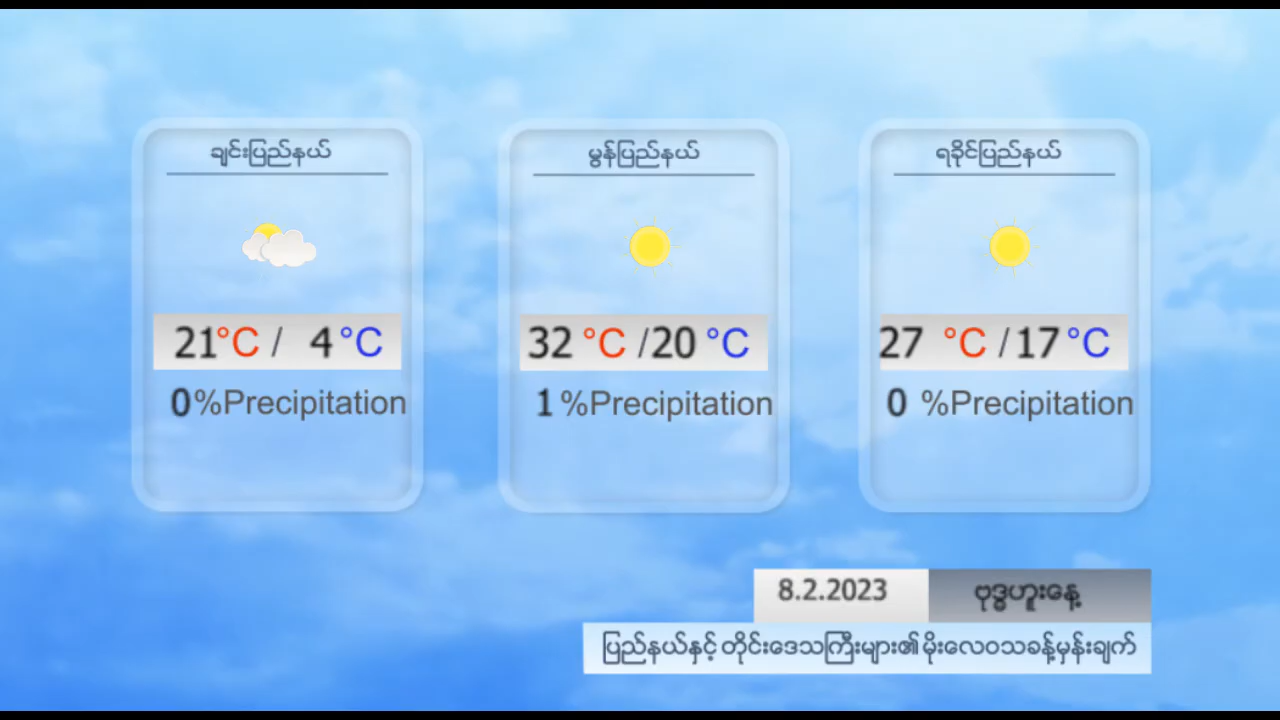 ချင်းပြည်နယ်
21°C / 4 °C
0%Precipitation
မွန်ပြည်နယ်
32 °C /20 °C
1 %Precipitation
ရခိုင်ပြည်နယ်
27 °C /17 °C
0 %Precipitation
8.2.2023 ဗုဒ္ဓဟူးနေ့
ပြည်နယ်နှင့် တိုင်းဒေသကြီးများ၏ မိုးလေဝသခန့်မှန်းချက်